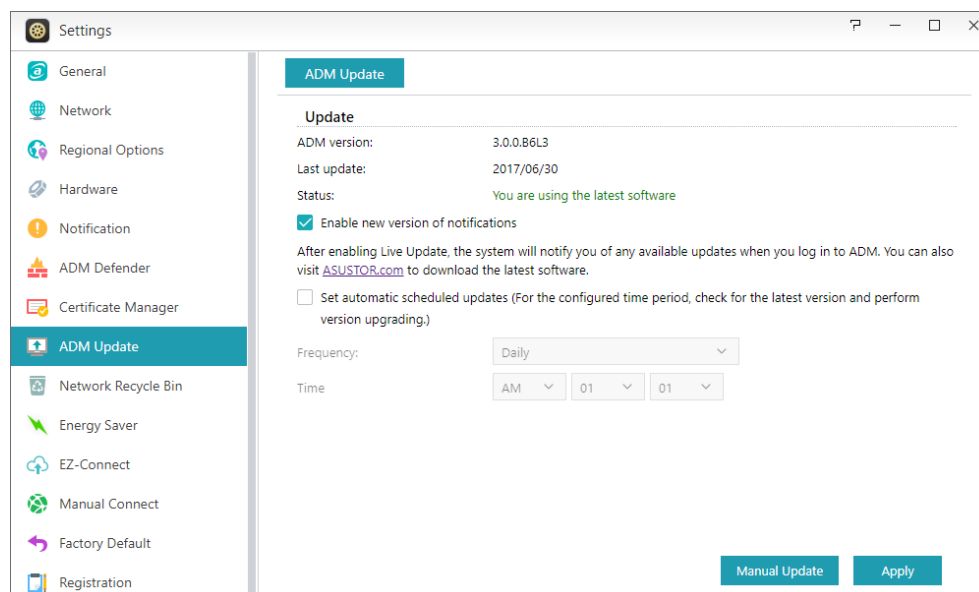 Settings
General
Network
Regional Options
Hardware
Notification
ADM Defender
Certificate Manager
ADM Update
Network Recycle Bin
Energy Saver
EZ-Connect
Manual Connect
Factory Default
Registration
ADM Update
Update
ADM version: 3.0.0.B6L3
Last update: 2017/06/30
Status: You are using the latest software
Enable new version of notifications
After enabling Live Update, the system will notify you of any available updates when you log in to ADM. You can also
visit ASUSTOR.com to download the latest software.
Set automatic scheduled updates (For the configured time period, check for the latest version and perform
version upgrading.)
Frequency: Daily
Time AM 01 01
Manual Update Apply